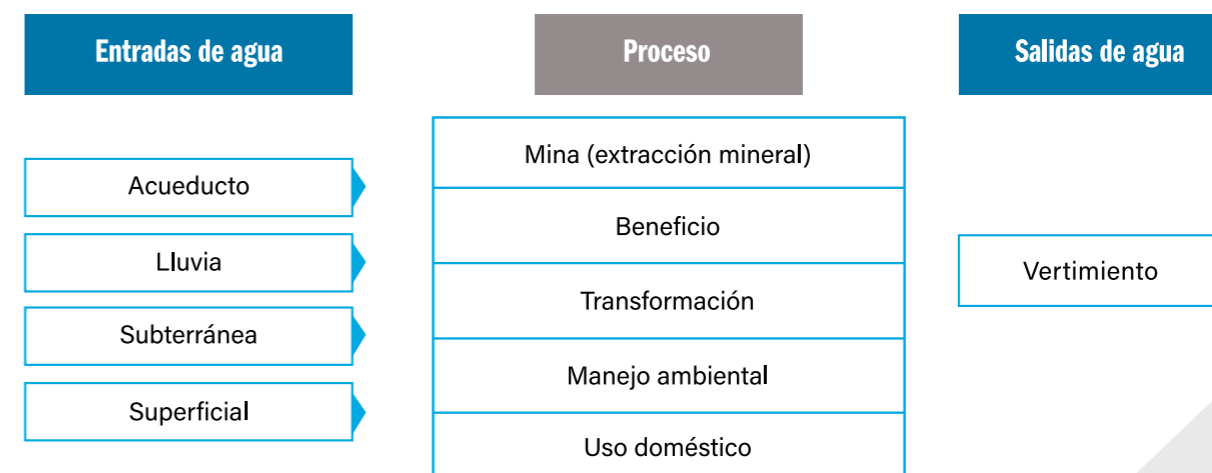 Entradas de agua
Proceso
Salidas de agua
Acueducto
Lluvia
Subterránea
Superficial
Mina (extracción mineral)
Beneficio
Transformación
Manejo ambiental
Uso doméstico
Vertimiento